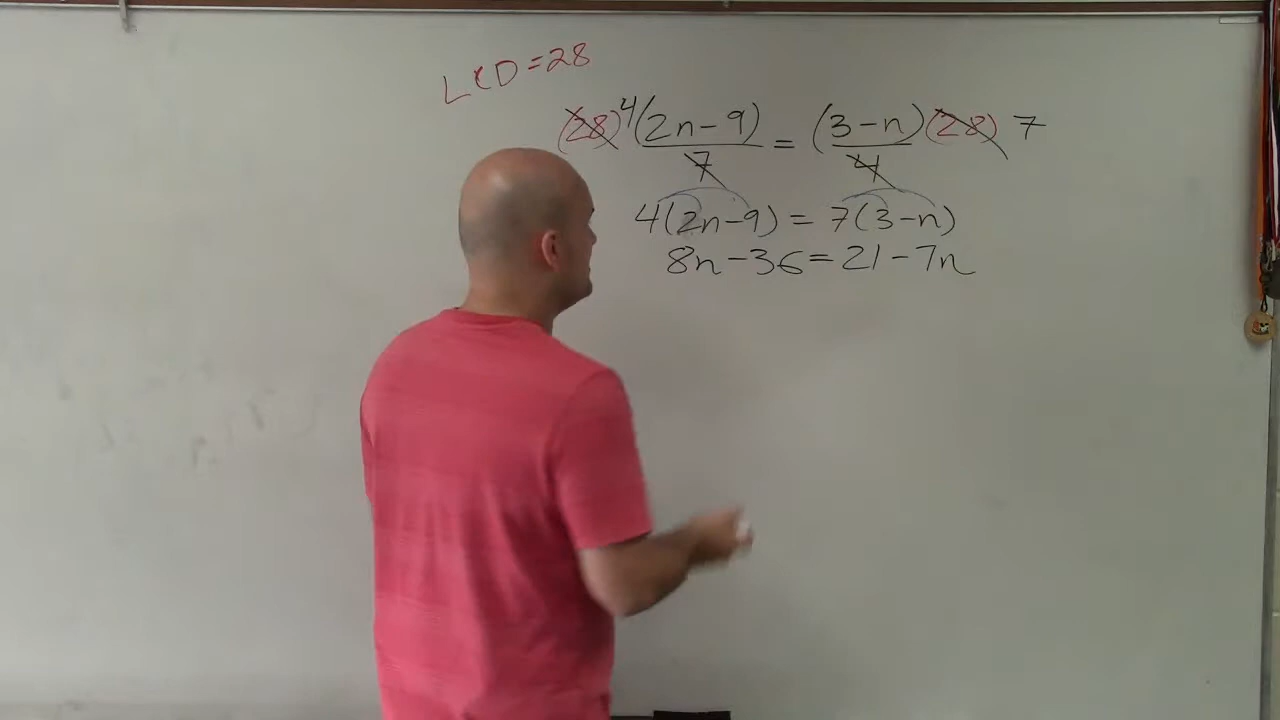 LCD = 28
(28) 4 (2n - 9) / 7 = (3 - n) / 4 (28) 7
4(2n - 9) = 7(3 - n)
8n - 36 = 21 - 7n